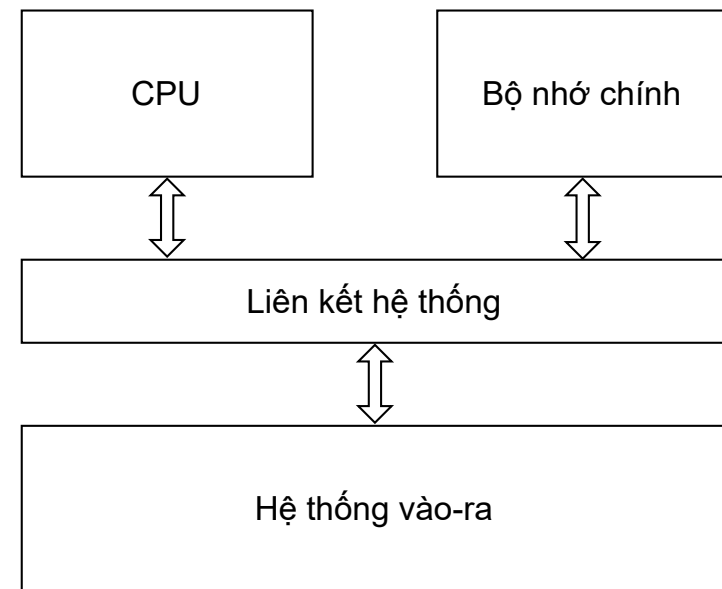 CPU
Bộ nhớ chính
Liên kết hệ thống
Hệ thống vào-ra